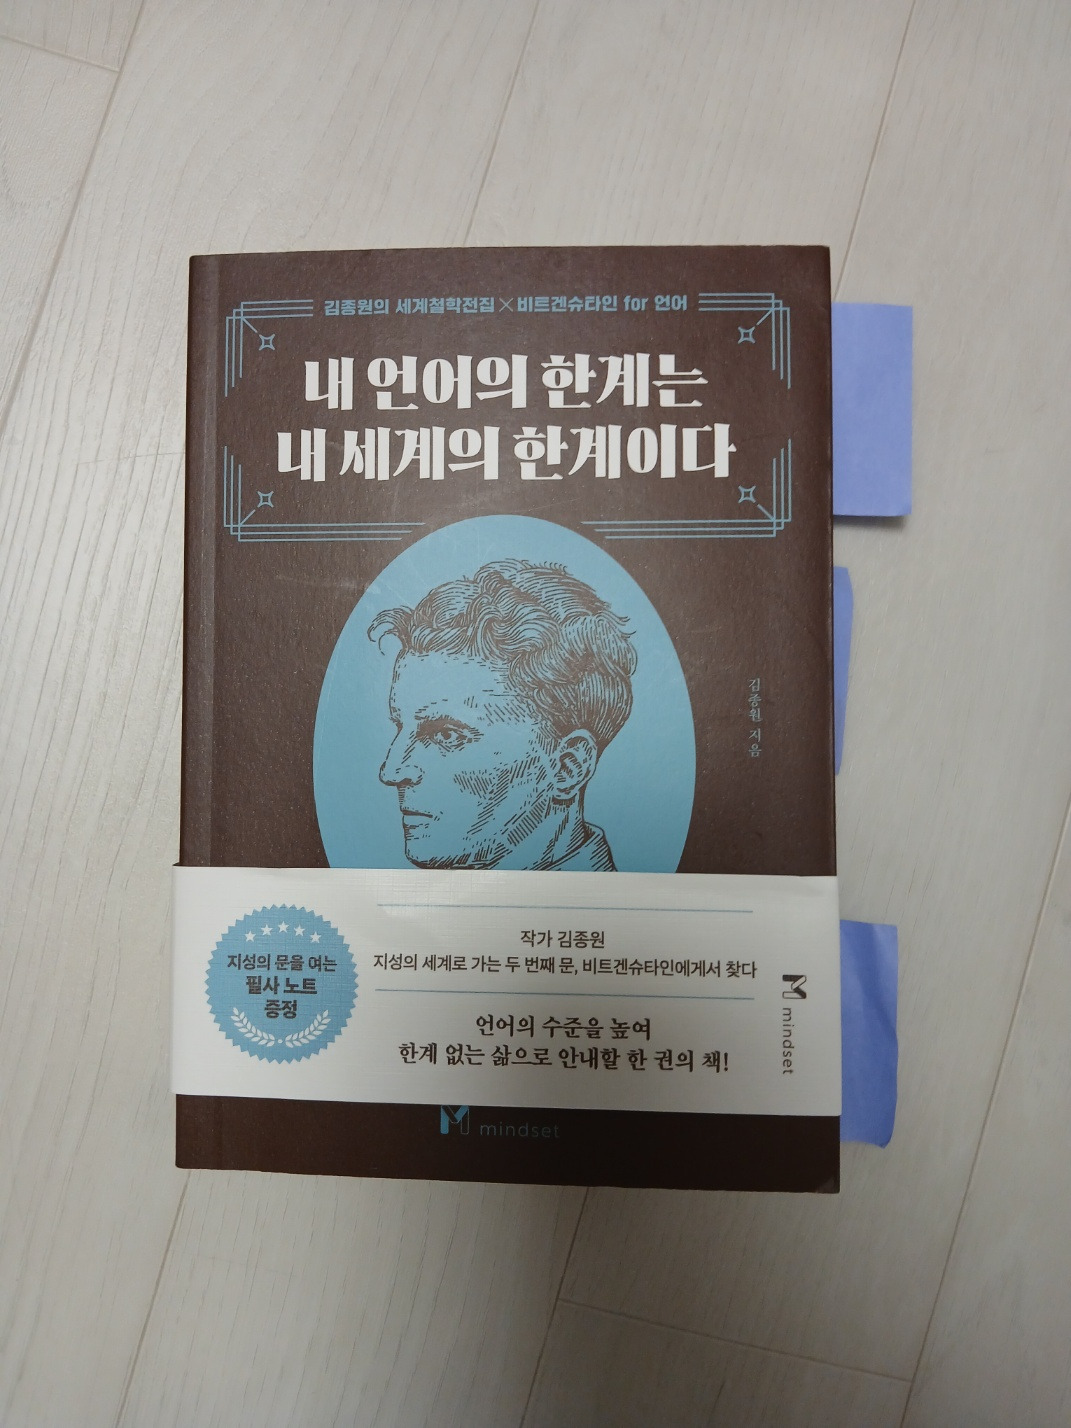 김종원의 세계철학전집×비트겐슈타인 for 언어
내 언어의 한계는
내 세계의 한계이다
김종원 지음
지성의 문을 여는
필사 노트
증정
작가 김종원
지성의 세계로 가는 두 번째 문, 비트겐슈타인에게서 찾다
언어의 수준을 높여
한계 없는 삶으로 안내할 한 권의 책!
mindset
mindset